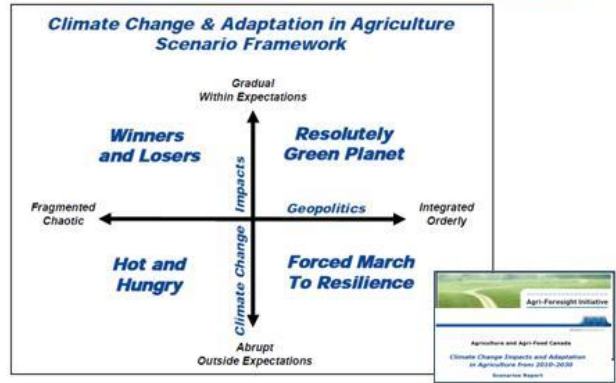 Climate Change & Adaptation in Agriculture
Scenario Framework
Gradual
Within Expectations
Winners
and Losers
Resolutely
Green Planet
Climate Change Impacts
Fragmented
Chaotic
Geopolitics
Integrated
Orderly
Hot and
Hungry
Forced March
To Resilience
Abrupt
Outside Expectations
Agri-Foresight Initiative
Agriculture and Agri-Food Canada
Climate Change Impacts and Adaptation
in Agriculture from 2010-2030
Scenarios Report